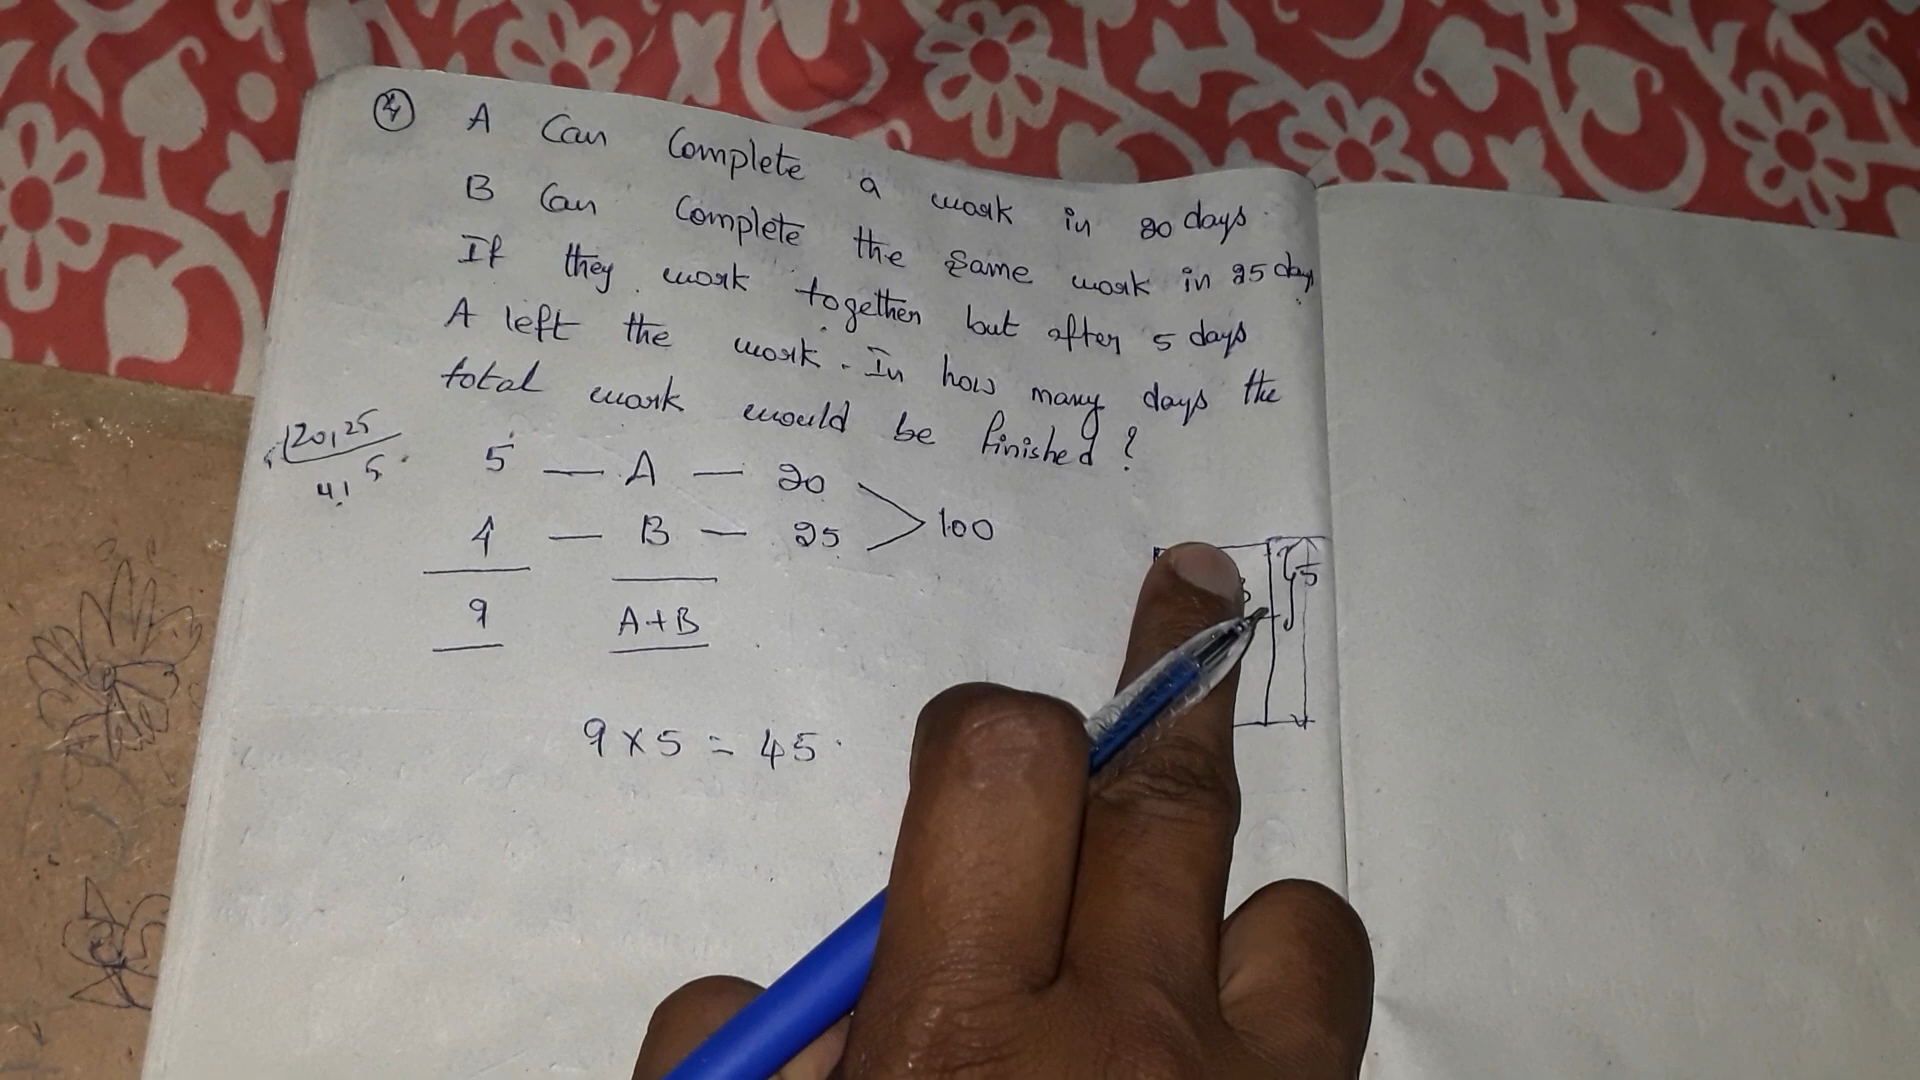 4 A Can Complete a work in 20 days.
B Can Complete the same work in 25 days
If they work together but after 5 days
A left the work. In how many days the
total work would be finished?
20,25
4, 5
5 — A — 20
4 — B — 25
100
9 A+B
9 × 5 = 45
5